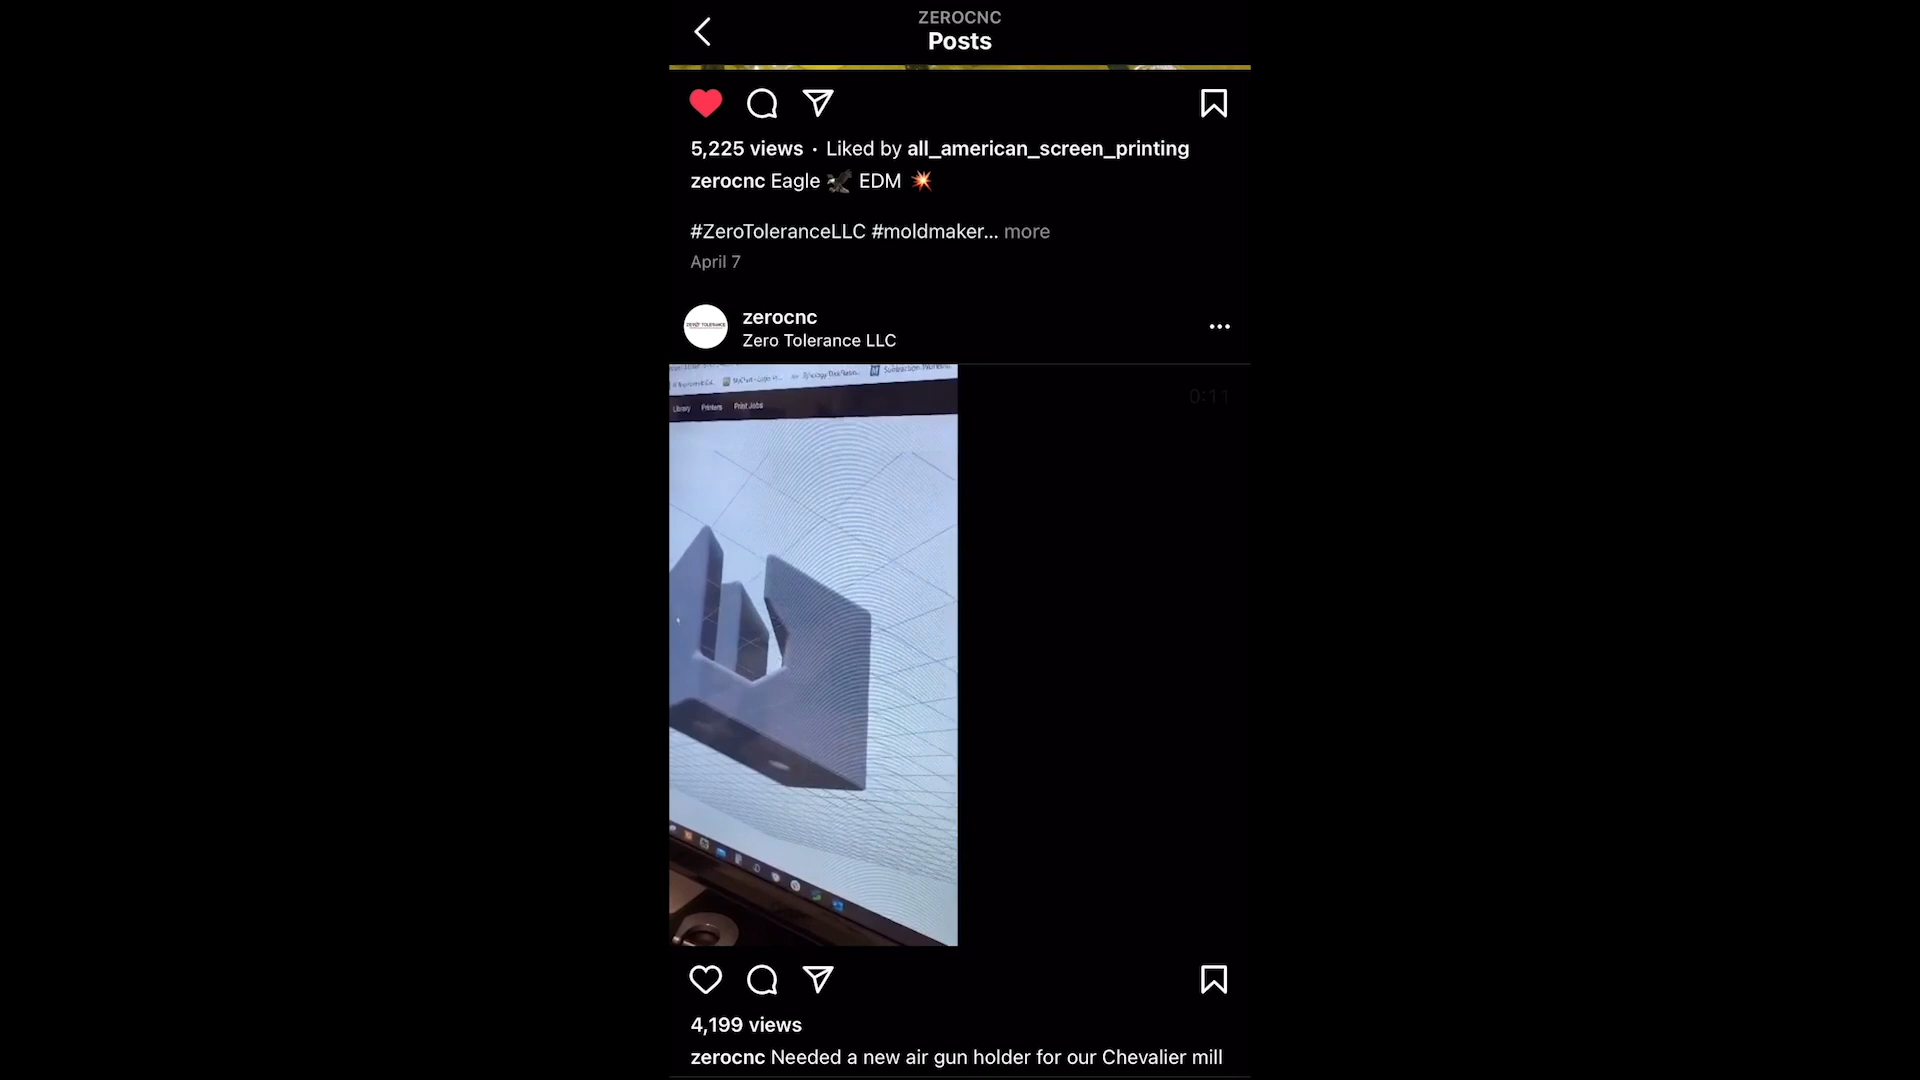 ZEROCNC
Posts
5,225 views · Liked by all_american_screen_printing
zerocnc Eagle 🦅 EDM 💥
#ZeroToleranceLLC #moldmaker... more
April 7
ZERO TOLERANCE
zerocnc
Zero Tolerance LLC
0:11
Library Printers Print Jobs
4,199 views
zerocnc Needed a new air gun holder for our Chevalier mill